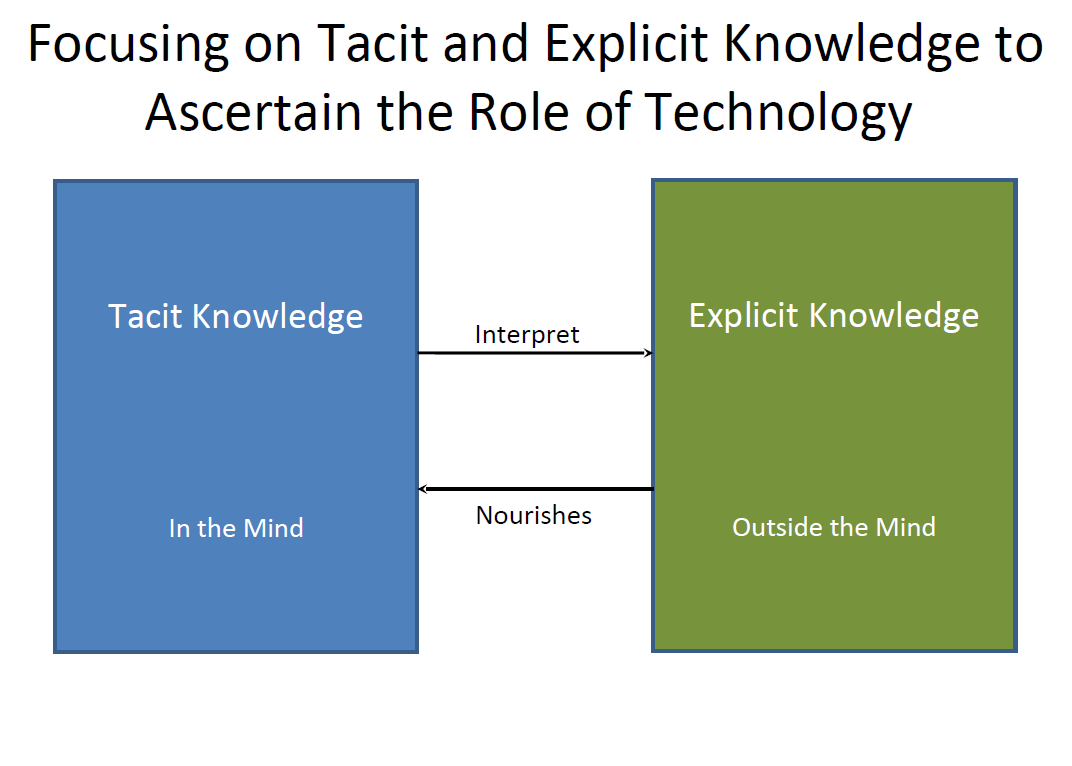 Focusing on Tacit and Explicit Knowledge to
Ascertain the Role of Technology
Tacit Knowledge
Interpret
Explicit Knowledge
Nourishes
In the Mind
Outside the Mind